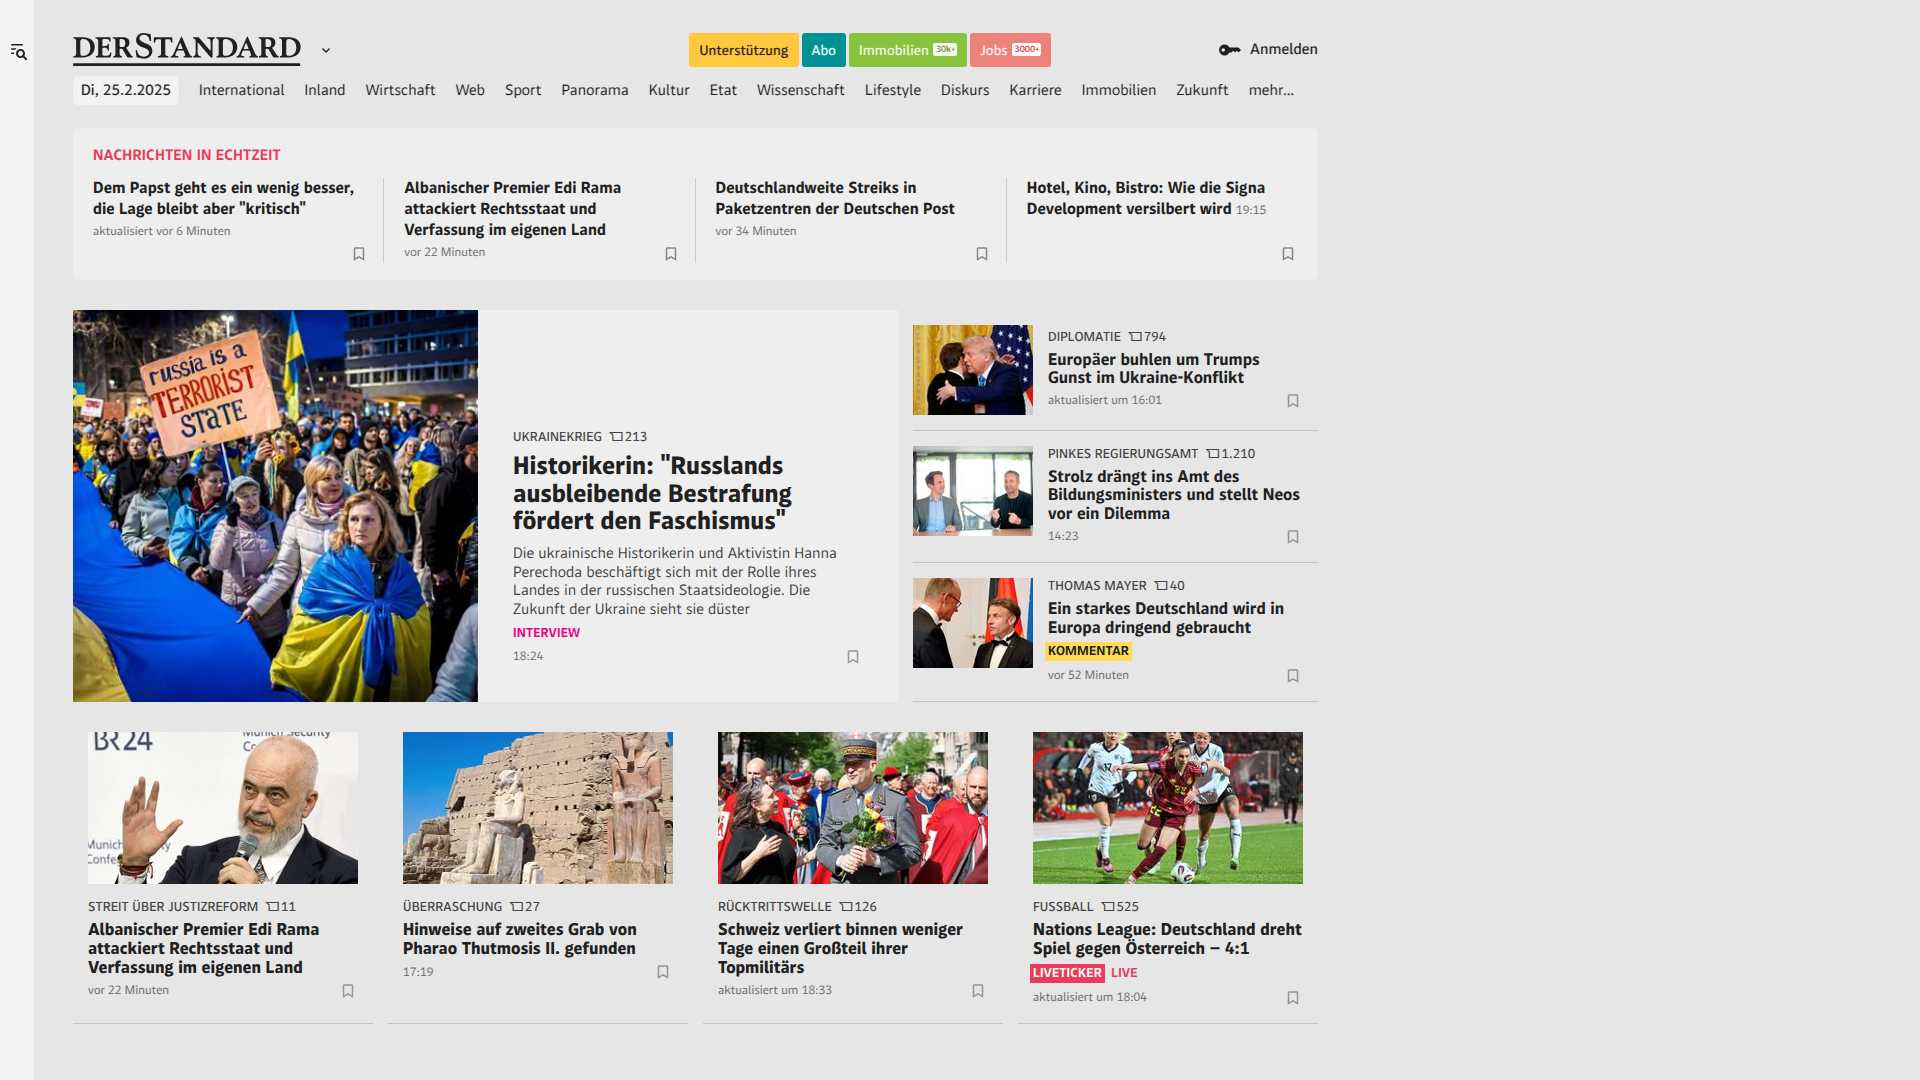 DERSTANDARD
Unterstützung
Abo
Immobilien 30k+
Jobs 3000+
Anmelden
Di, 25.2.2025
International
Inland
Wirtschaft
Web
Sport
Panorama
Kultur
Etat
Wissenschaft
Lifestyle
Diskurs
Karriere
Immobilien
Zukunft
mehr...
NACHRICHTEN IN ECHTZEIT
Dem Papst geht es ein wenig besser,
die Lage bleibt aber "kritisch"
aktualisiert vor 6 Minuten
Albanischer Premier Edi Rama
attackiert Rechtsstaat und
Verfassung im eigenen Land
vor 22 Minuten
Deutschlandweite Streiks in
Paketzentren der Deutschen Post
vor 34 Minuten
Hotel, Kino, Bistro: Wie die Signa
Development versilbert wird 19:15
russia is a
TERRORIST
STATE
UKRAINEKRIEG 213
Historikerin: "Russlands
ausbleibende Bestrafung
fördert den Faschismus"
Die ukrainische Historikerin und Aktivistin Hanna
Perechoda beschäftigt sich mit der Rolle ihres
Landes in der russischen Staatsideologie. Die
Zukunft der Ukraine sieht sie düster
INTERVIEW
18:24
DIPLOMATIE 794
Europäer buhlen um Trumps
Gunst im Ukraine-Konflikt
aktualisiert um 16:01
PINKES REGIERUNGSAMT 1.210
Strolz drängt ins Amt des
Bildungsministers und stellt Neos
vor ein Dilemma
14:23
THOMAS MAYER 40
Ein starkes Deutschland wird in
Europa dringend gebraucht
KOMMENTAR
vor 52 Minuten
BR24
Munich Security
STREIT ÜBER JUSTIZREFORM 11
Albanischer Premier Edi Rama
attackiert Rechtsstaat und
Verfassung im eigenen Land
vor 22 Minuten
ÜBERRASCHUNG 27
Hinweise auf zweites Grab von
Pharao Thutmosis II. gefunden
17:19
RÜCKTRITTSWELLE 126
Schweiz verliert binnen weniger
Tage einen Großteil ihrer
Topmilitärs
aktualisiert um 18:33
FUSSBALL 525
Nations League: Deutschland dreht
Spiel gegen Österreich – 4:1
LIVETICKER LIVE
aktualisiert um 18:04